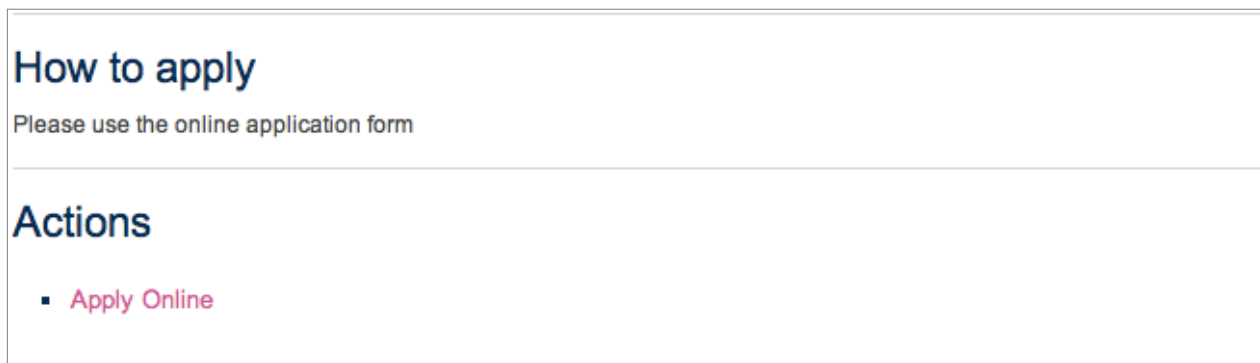 How to apply
Please use the online application form
Actions
Apply Online